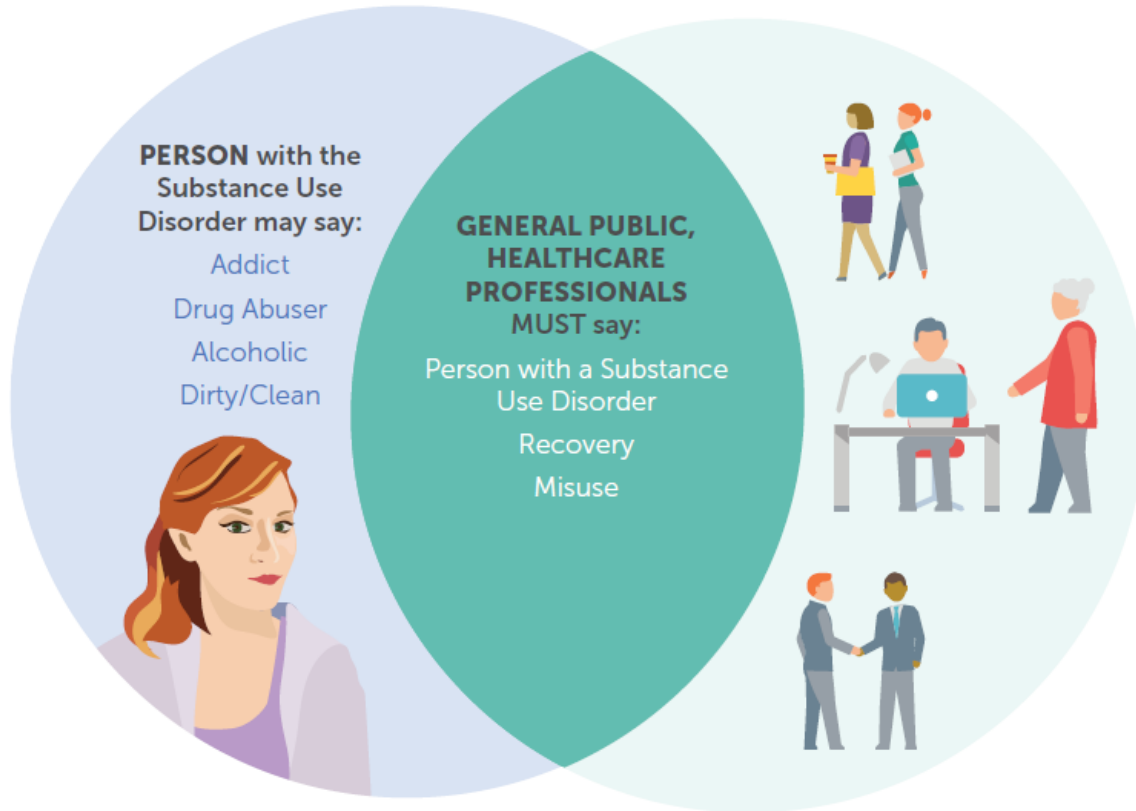 PERSON with the
Substance Use
Disorder may say:
Addict
Drug Abuser
Alcoholic
Dirty/Clean
GENERAL PUBLIC,
HEALTHCARE
PROFESSIONALS
MUST say:
Person with a Substance
Use Disorder
Recovery
Misuse